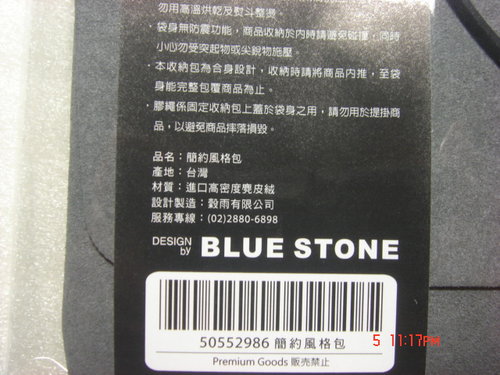 勿用高溫烘乾及熨斗整燙。
・袋身無防震功能，商品收納於內時請避免碰撞，同時
小心勿受突起物或尖銳物施壓。
・本收納包為合身設計，收納時請將商品內推，至袋
身能完整包覆商品為止。
・膠繩係固定收納包上蓋於袋身之用，請勿用於提掛商
品，以避免商品摔落損毀。
品名：簡約風格包
產地：台灣
材質：進口高密度麂皮絨
設計製造：穀雨有限公司
服務專線：(02)2880-6898
DESIGN by BLUE STONE
50552986 簡約風格包
Premium Goods 販売禁止
5 11:17PM